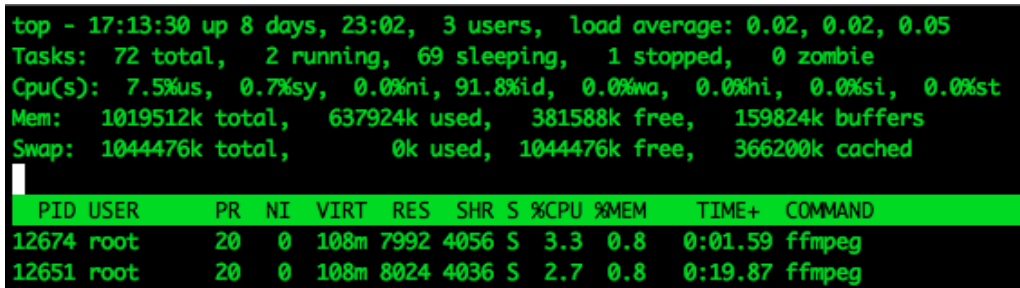 top - 17:13:30 up 8 days, 23:02,  3 users,  load average: 0.02, 0.02, 0.05
Tasks:  72 total,   2 running,  69 sleeping,   1 stopped,   0 zombie
Cpu(s):  7.5%us,  0.7%sy,  0.0%ni, 91.8%id,  0.0%wa,  0.0%hi,  0.0%si,  0.0%st
Mem:   1019512k total,   637924k used,   381588k free,   159824k buffers
Swap:  1044476k total,        0k used,  1044476k free,   366200k cached
PID USER      PR  NI  VIRT  RES  SHR S %CPU %MEM    TIME+  COMMAND
12674 root      20   0  108m 7992 4056 S  3.3  0.8   0:01.59 ffmpeg
12651 root      20   0  108m 8024 4036 S  2.7  0.8   0:19.87 ffmpeg